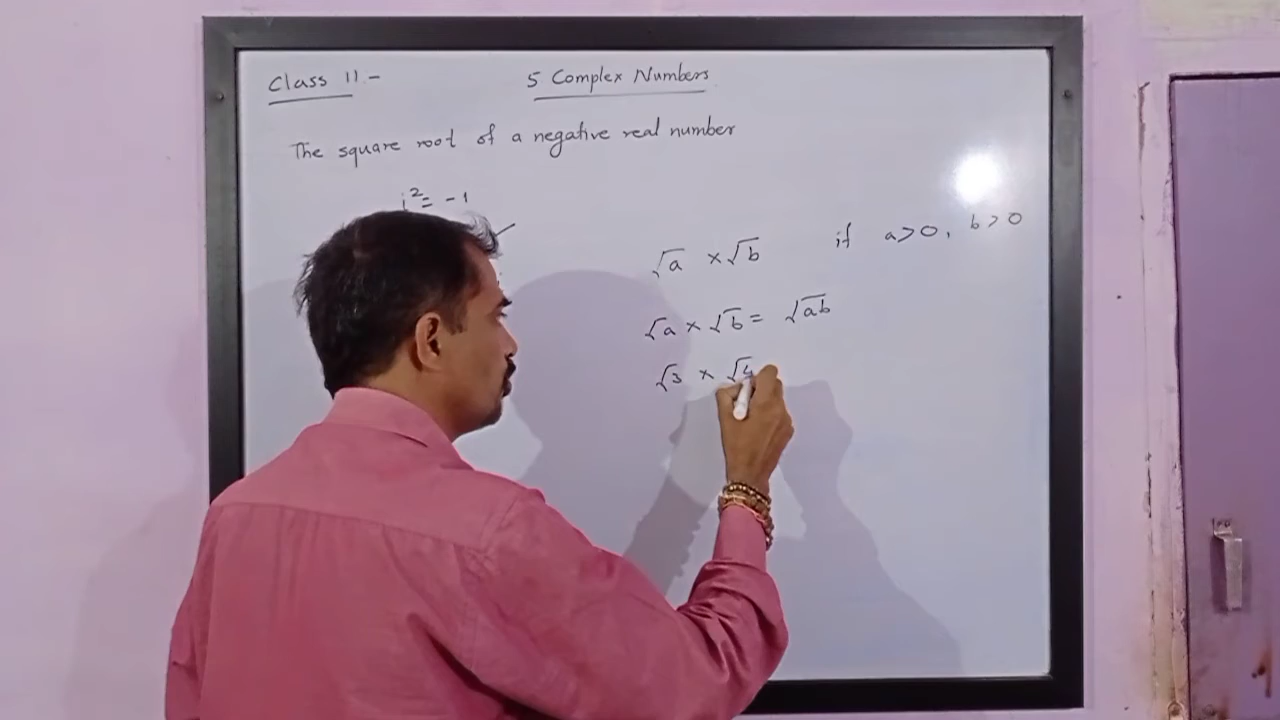 Class 11 -
5 Complex Numbers
The square root of a negative real number
i² = -1
√a × √b if a>0, b>0
√a × √b = √ab
√3 × √4